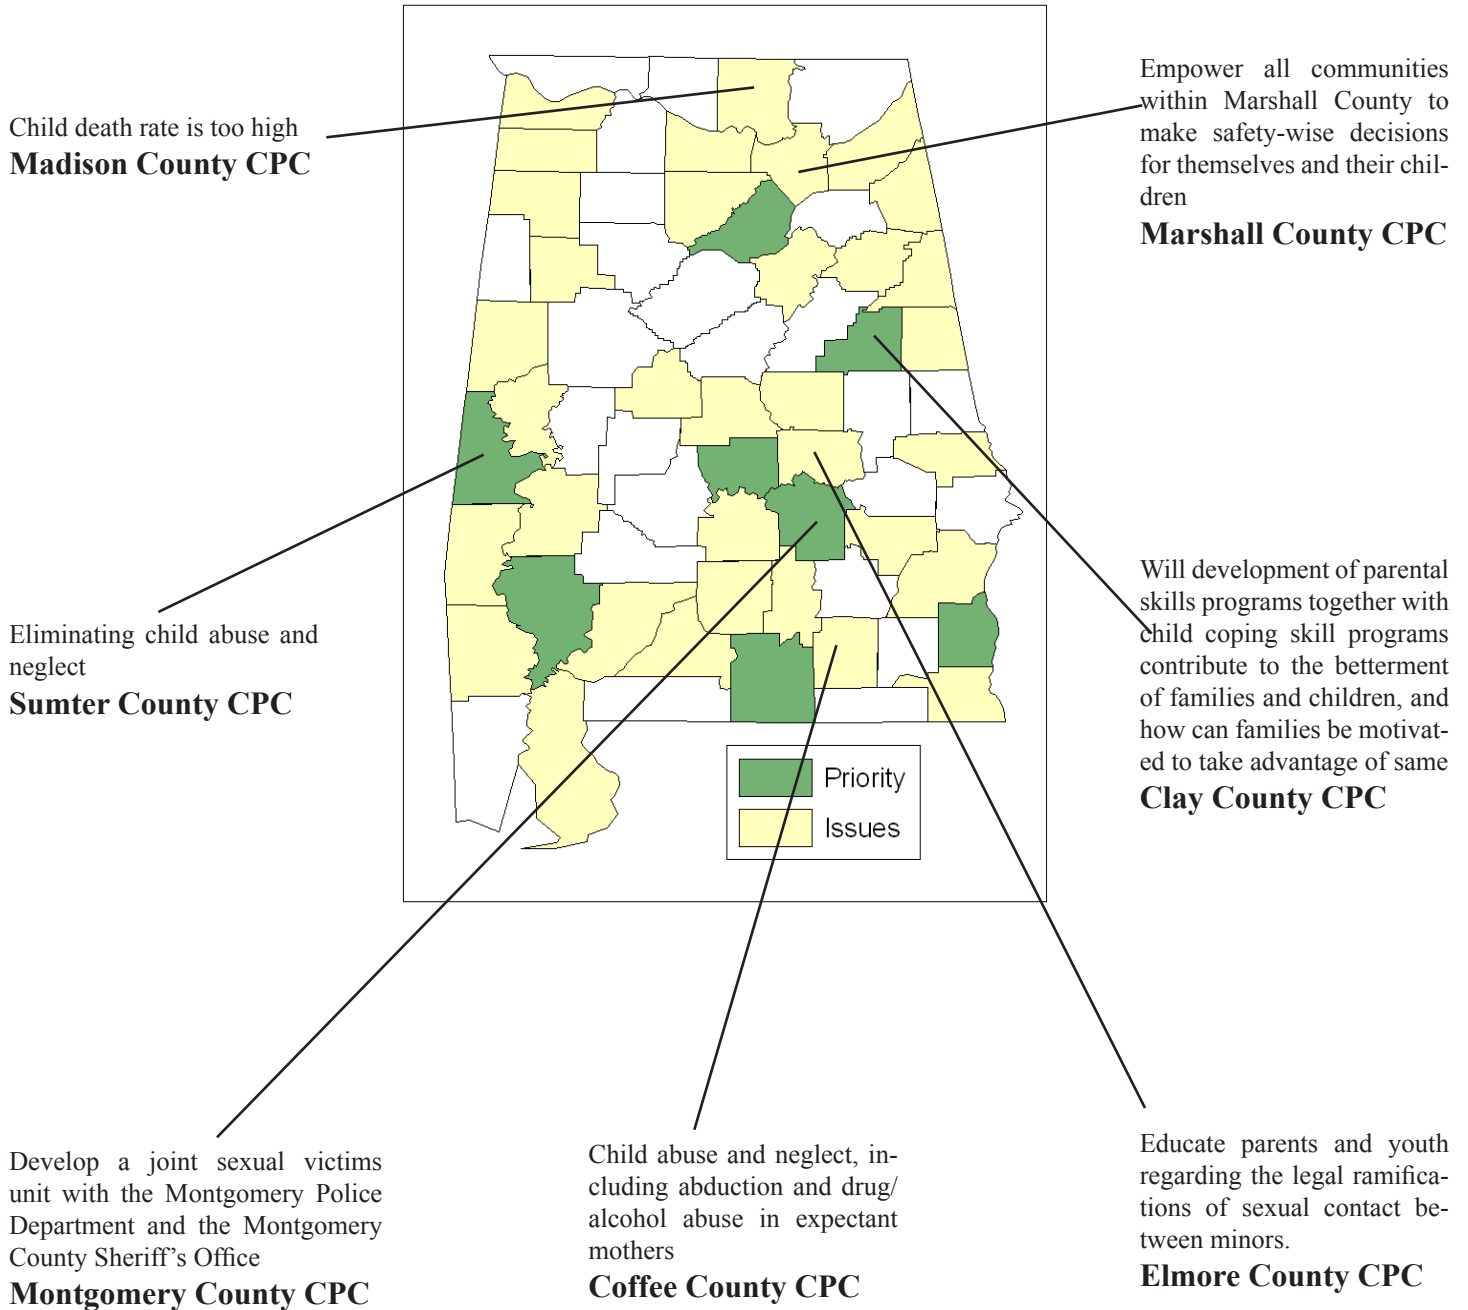 Child death rate is too high
Madison County CPC
Empower all communities
within Marshall County to
make safety-wise decisions
for themselves and their chil-
dren
Marshall County CPC
Eliminating child abuse and
neglect
Sumter County CPC
Will development of parental
skills programs together with
child coping skill programs
contribute to the betterment
of families and children, and
how can families be motivat-
ed to take advantage of same
Clay County CPC
Priority
Issues
Develop a joint sexual victims
unit with the Montgomery Police
Department and the Montgomery
County Sheriff's Office
Montgomery County CPC
Child abuse and neglect, in-
cluding abduction and drug/
alcohol abuse in expectant
mothers
Coffee County CPC
Educate parents and youth
regarding the legal ramifica-
tions of sexual contact be-
tween minors.
Elmore County CPC